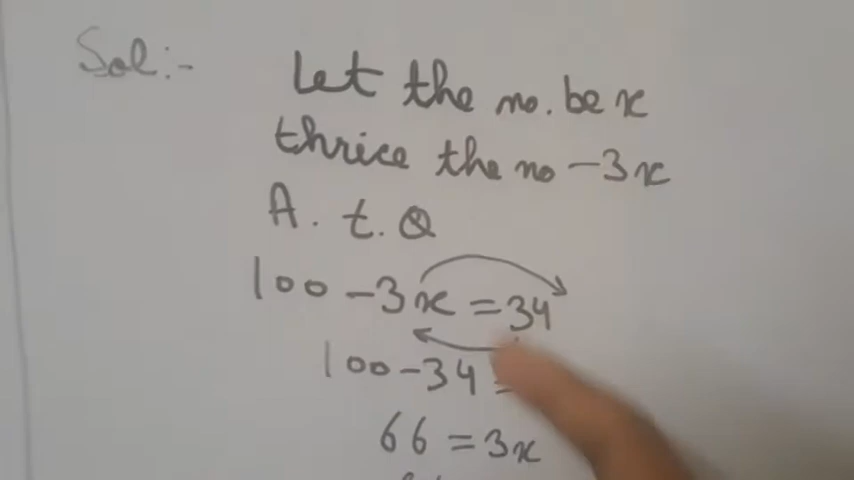 Sol:-
Let the no. be x
thrice the no - 3x
A. t. Q
100 - 3x = 34
100 - 34 =
66 = 3x